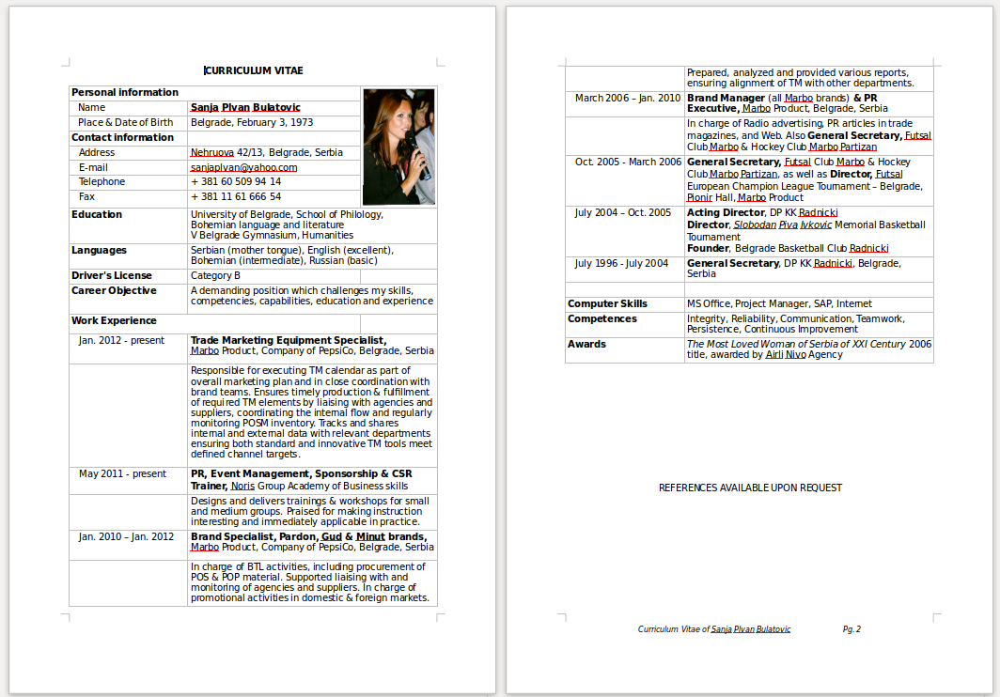 CURRICULUM VITAE
Personal information
Name Sanja Plvan Bulatovic
Place & Date of Birth Belgrade, February 3, 1973
Contact information
Address Nehruova 42/13, Belgrade, Serbia
E-mail sanjaplvan@yahoo.com
Telephone + 381 60 509 94 14
Fax + 381 11 61 666 54
Education University of Belgrade, School of Philology,
Bohemian language and literature
V Belgrade Gymnasium, Humanities
Languages Serbian (mother tongue), English (excellent),
Bohemian (intermediate), Russian (basic)
Driver's License Category B
Career Objective A demanding position which challenges my skills,
competencies, capabilities, education and experience
Work Experience
Jan. 2012 - present Trade Marketing Equipment Specialist,
Marbo Product, Company of PepsiCo, Belgrade, Serbia
Responsible for executing TM calendar as part of
overall marketing plan and in close coordination with
brand teams. Ensures timely production & fulfillment
of required TM elements by liaising with agencies and
suppliers, coordinating the internal flow and regularly
monitoring POSM inventory. Tracks and shares
internal and external data with relevant departments
ensuring both standard and innovative TM tools meet
defined channel targets.
May 2011 - present PR, Event Management, Sponsorship & CSR
Trainer, Noris Group Academy of Business skills
Designs and delivers trainings & workshops for small
and medium groups. Praised for making instruction
interesting and immediately applicable in practice.
Jan. 2010 – Jan. 2012 Brand Specialist, Pardon, Gud & Minut brands,
Marbo Product, Company of PepsiCo, Belgrade, Serbia
In charge of BTL activities, including procurement of
POS & POP material. Supported liaising with and
monitoring of agencies and suppliers. In charge of
promotional activities in domestic & foreign markets.
Prepared, analyzed and provided various reports,
ensuring alignment of TM with other departments.
March 2006 – Jan. 2010 Brand Manager (all Marbo brands) & PR
Executive, Marbo Product, Belgrade, Serbia
In charge of Radio advertising, PR articles in trade
magazines, and Web. Also General Secretary, Futsal
Club Marbo & Hockey Club Marbo Partizan
Oct. 2005 - March 2006 General Secretary, Futsal Club Marbo & Hockey
Club Marbo Partizan, as well as Director, Futsal
European Champion League Tournament – Belgrade,
Pionir Hall, Marbo Product
July 2004 – Oct. 2005 Acting Director, DP KK Radnicki
Director, Slobodan Piva Ivkovic Memorial Basketball
Tournament
Founder, Belgrade Basketball Club Radnicki
July 1996 - July 2004 General Secretary, DP KK Radnicki, Belgrade,
Serbia
Computer Skills MS Office, Project Manager, SAP, Internet
Competences Integrity, Reliability, Communication, Teamwork,
Persistence, Continuous Improvement
Awards The Most Loved Woman of Serbia of XXI Century 2006
title, awarded by Airli Nivo Agency
REFERENCES AVAILABLE UPON REQUEST
Curriculum Vitae of Sanja Plvan Bulatovic Pg. 2